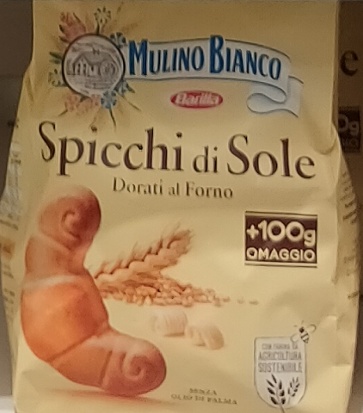 MULINO BIANCO
Barilla
Spicchi di Sole
Dorati al Forno
+100g
OMAGGIO
CON FARINA DA
AGRICOLTURA
SOSTENIBILE
SENZA
OLIO DI PALMA